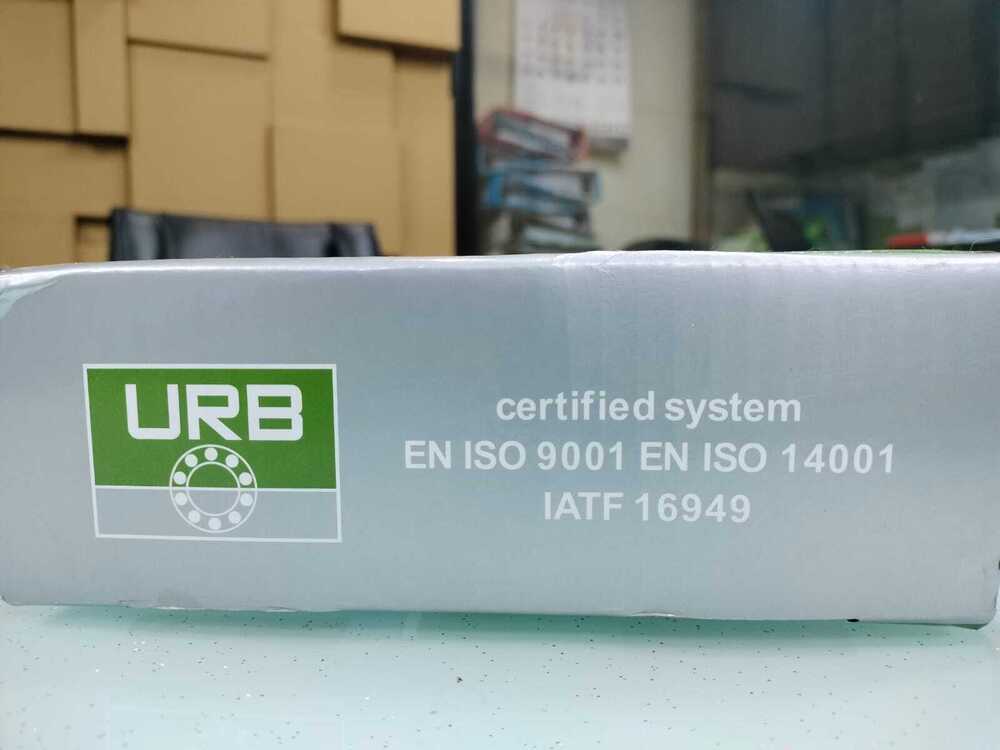 URB
certified system
EN ISO 9001 EN ISO 14001
IATF 16949